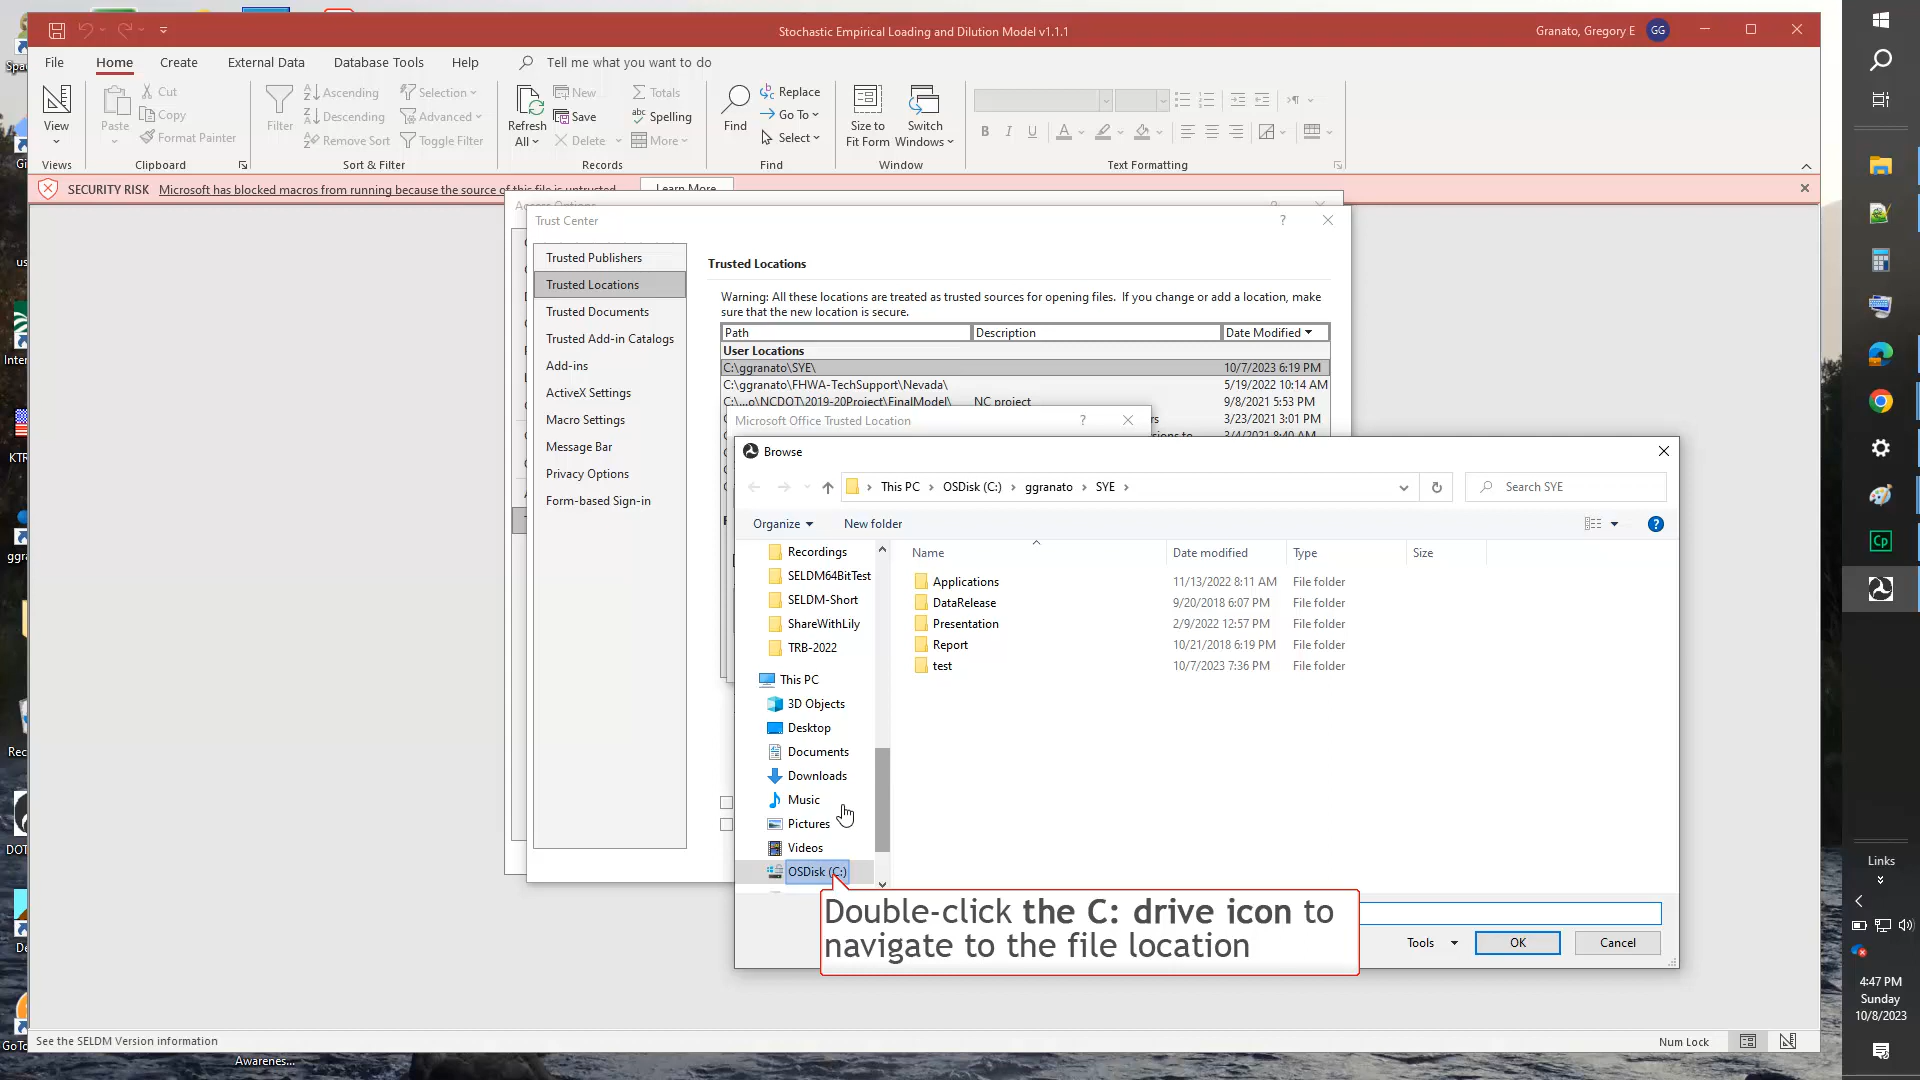 Stochastic Empirical Loading and Dilution Model v1.1.1
Granato, Gregory E GG
File Home Create External Data Database Tools Help Tell me what you want to do
View
Views
Paste
Cut
Copy
Format Painter
Clipboard
Filter
Ascending
Descending
Remove Sort
Selection
Advanced
Toggle Filter
Sort & Filter
Refresh All
New
Save
Delete
Totals
Spelling
More
Records
Find
Replace
Go To
Select
Find
Size to Fit Form
Switch Windows
Window
B I U A
Text Formatting
SECURITY RISK Microsoft has blocked macros from running because the source of this file is untrusted. Learn More
Trust Center ?
Trusted Publishers
Trusted Locations
Trusted Documents
Trusted Add-in Catalogs
Add-ins
ActiveX Settings
Macro Settings
Message Bar
Privacy Options
Form-based Sign-in
Trusted Locations
Warning: All these locations are treated as trusted sources for opening files. If you change or add a location, make
sure that the new location is secure.
Path Description Date Modified
User Locations
C:\ggranato\SYE\ 10/7/2023 6:19 PM
C:\ggranato\FHWA-TechSupport\Nevada\ 5/19/2022 10:14 AM
C:\...o\NCDOT\2019-20Project\FinalModel\ NC project 9/8/2021 5:53 PM
3/23/2021 3:01 PM
3/4/2021 8:40 AM
Microsoft Office Trusted Location ?
Browse
This PC › OSDisk (C:) › ggranato › SYE ›
Search SYE
Organize New folder
Recordings
SELDM64BitTest
SELDM-Short
ShareWithLily
TRB-2022
This PC
3D Objects
Desktop
Documents
Downloads
Music
Pictures
Videos
OSDisk (C:)
Name Date modified Type Size
Applications 11/13/2022 8:11 AM File folder
DataRelease 9/20/2018 6:07 PM File folder
Presentation 2/9/2022 12:57 PM File folder
Report 10/21/2018 6:19 PM File folder
test 10/7/2023 7:36 PM File folder
Double-click the C: drive icon to
navigate to the file location
Tools OK Cancel
See the SELDM Version information
Num Lock
Awarenes...
Cp
Links
4:47 PM
Sunday
10/8/2023